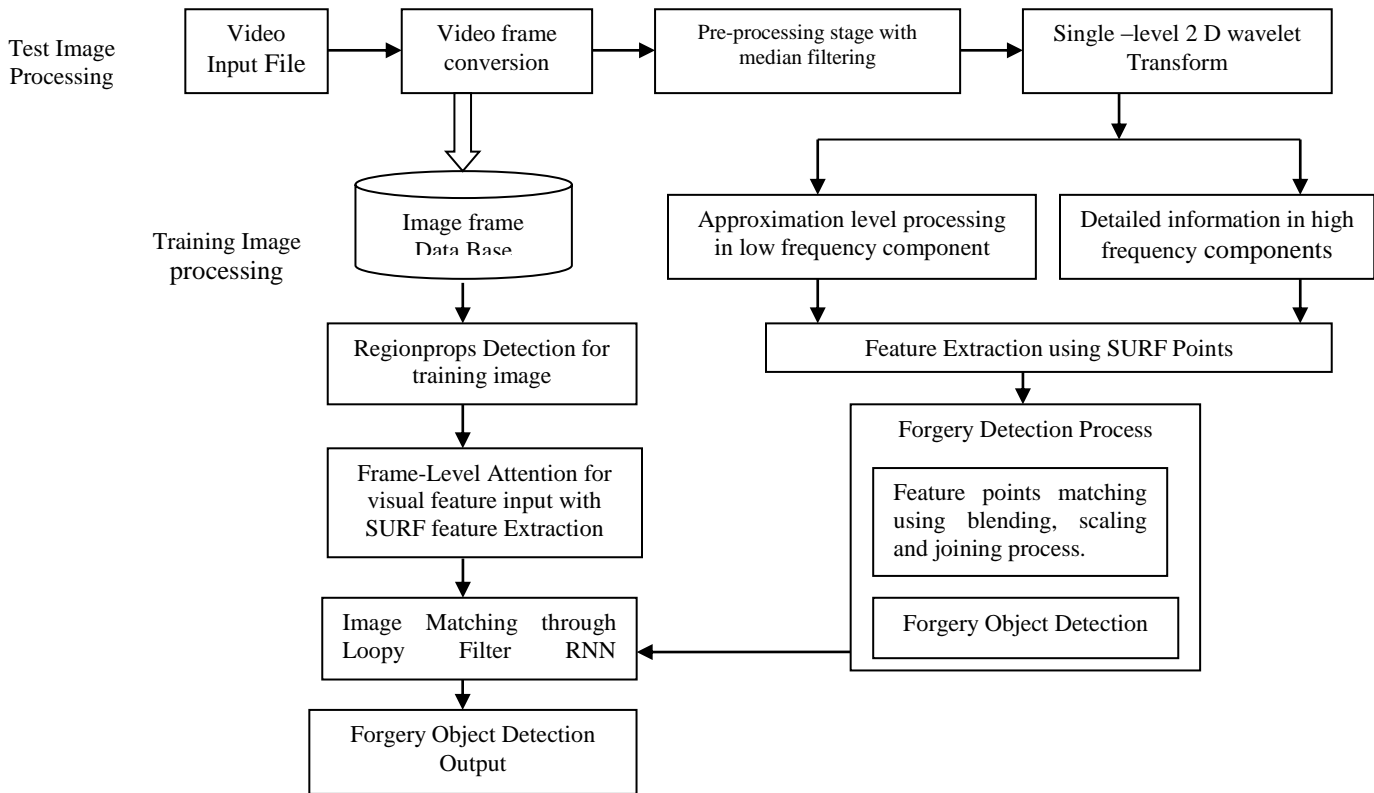 Test Image
Processing
Video
Input File
Video frame
conversion
Pre-processing stage with
median filtering
Single –level 2 D wavelet
Transform
Training Image
processing
Image frame
Data Base
Approximation level processing
in low frequency component
Detailed information in high
frequency components
Regionprops Detection for
training image
Feature Extraction using SURF Points
Frame-Level Attention for
visual feature input with
SURF feature Extraction
Forgery Detection Process
Feature points matching
using blending, scaling
and joining process.
Forgery Object Detection
Image Matching through
Loopy Filter RNN
Forgery Object Detection
Output